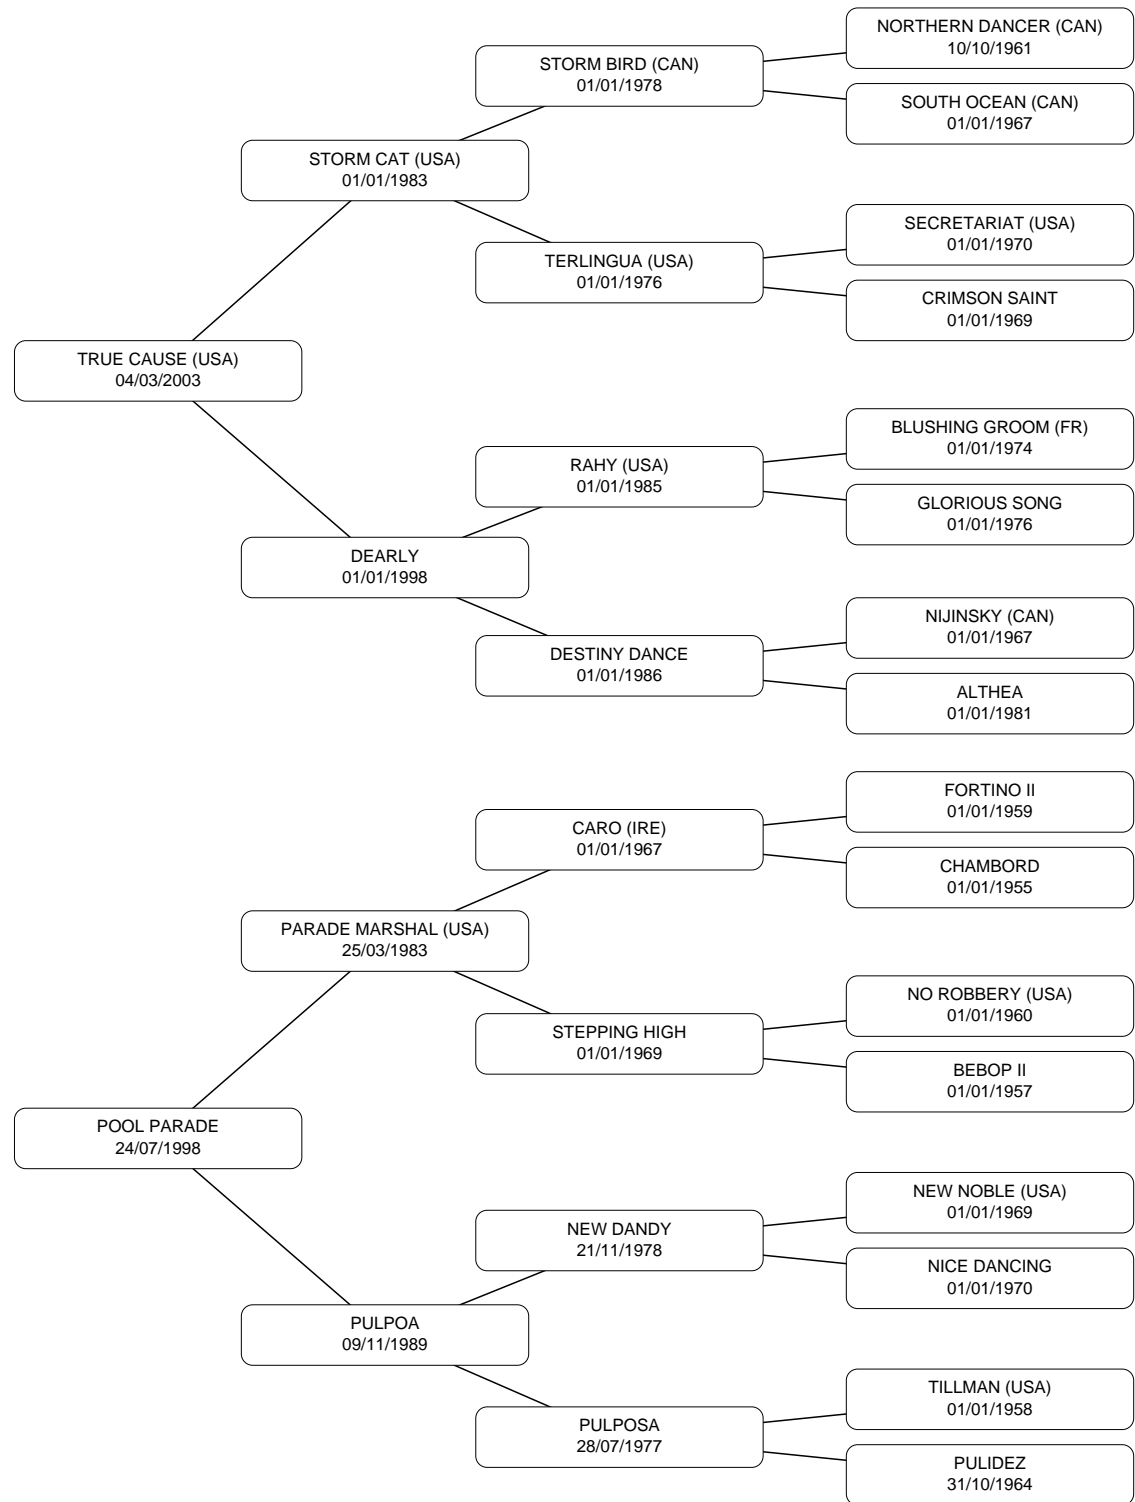 NORTHERN DANCER (CAN)
10/10/1961
STORM BIRD (CAN)
01/01/1978
SOUTH OCEAN (CAN)
01/01/1967
STORM CAT (USA)
01/01/1983
SECRETARIAT (USA)
01/01/1970
TERLINGUA (USA)
01/01/1976
CRIMSON SAINT
01/01/1969
TRUE CAUSE (USA)
04/03/2003
BLUSHING GROOM (FR)
01/01/1974
RAHY (USA)
01/01/1985
GLORIOUS SONG
01/01/1976
DEARLY
01/01/1998
NIJINSKY (CAN)
01/01/1967
DESTINY DANCE
01/01/1986
ALTHEA
01/01/1981
FORTINO II
01/01/1959
CARO (IRE)
01/01/1967
CHAMBORD
01/01/1955
PARADE MARSHAL (USA)
25/03/1983
NO ROBBERY (USA)
01/01/1960
STEPPING HIGH
01/01/1969
BEBOP II
01/01/1957
POOL PARADE
24/07/1998
NEW NOBLE (USA)
01/01/1969
NEW DANDY
21/11/1978
NICE DANCING
01/01/1970
PULPOA
09/11/1989
TILLMAN (USA)
01/01/1958
PULPOSA
28/07/1977
PULIDEZ
31/10/1964